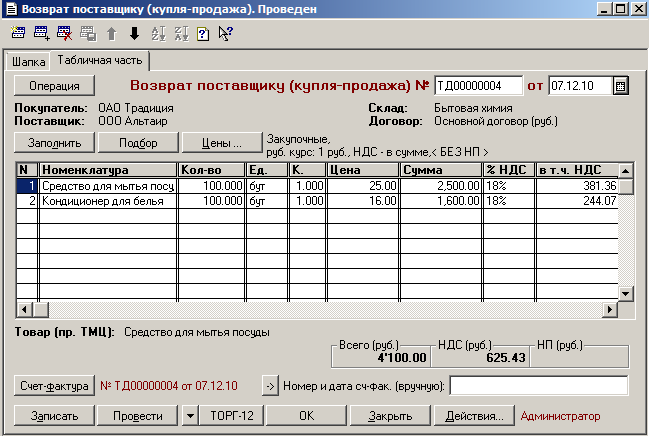 Возврат поставщику (купля-продажа). Проведен
Шапка Табличная часть
Операция Возврат поставщику (купля-продажа) № ТД00000004 от 07.12.10
Покупатель: ОАО Традиция Склад: Бытовая химия
Поставщик: ООО Альтаир Договор: Основной договор (руб.)
Заполнить Подбор Цены ... Закупочные,
руб. курс: 1 руб., НДС - в сумме,< БЕЗ НП >
N Номенклатура Кол-во Ед. К. Цена Сумма % НДС в т.ч. НДС
1 Средство для мытья посу 100.000 бут 1.000 25.00 2,500.00 18% 381.36
2 Кондиционер для белья 100.000 бут 1.000 16.00 1,600.00 18% 244.07
Товар (пр. ТМЦ): Средство для мытья посуды
Всего (руб.) НДС (руб.) НП (руб.)
4'100.00 625.43
Счет-фактура № ТД00000004 от 07.12.10 -> Номер и дата сч-фак. (вручную):
Записать Провести ТОРГ-12 OK Закрыть Действия... Администратор